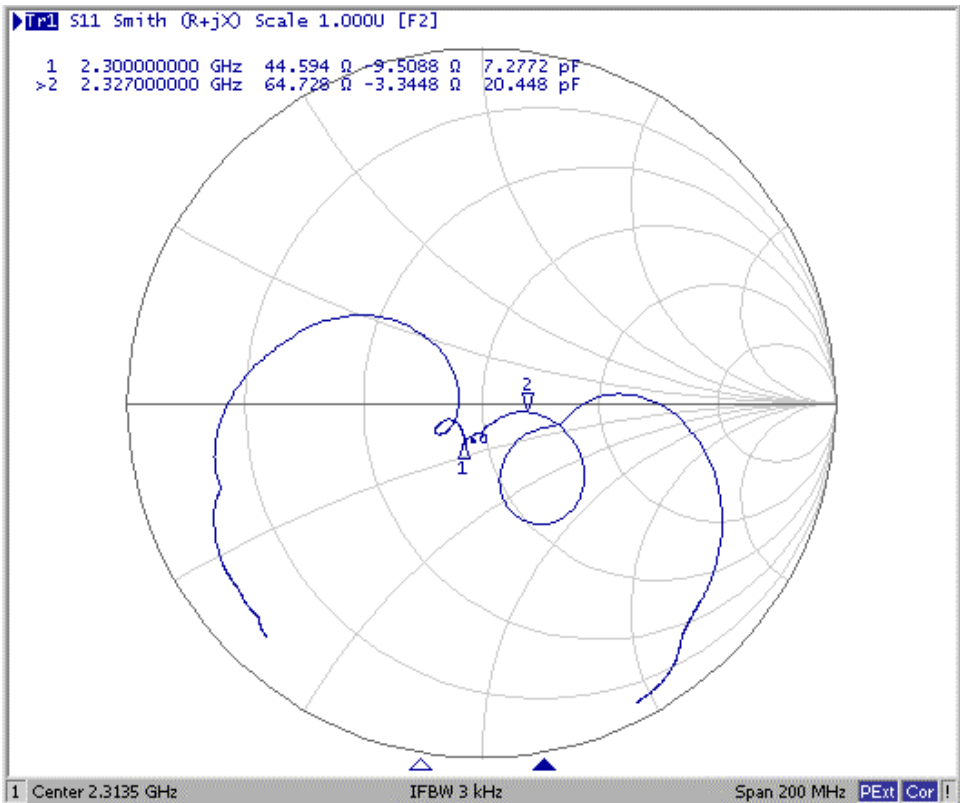 Tr1 S11 Smith (R+jX) Scale 1.000U [F2]
1 2.300000000 GHz 44.594 Ω -9.5088 Ω 7.2772 pF
>2 2.327000000 GHz 64.728 Ω -3.3448 Ω 20.448 pF
2
1
1 Center 2.3135 GHz IFBW 3 kHz Span 200 MHz PExt Cor !